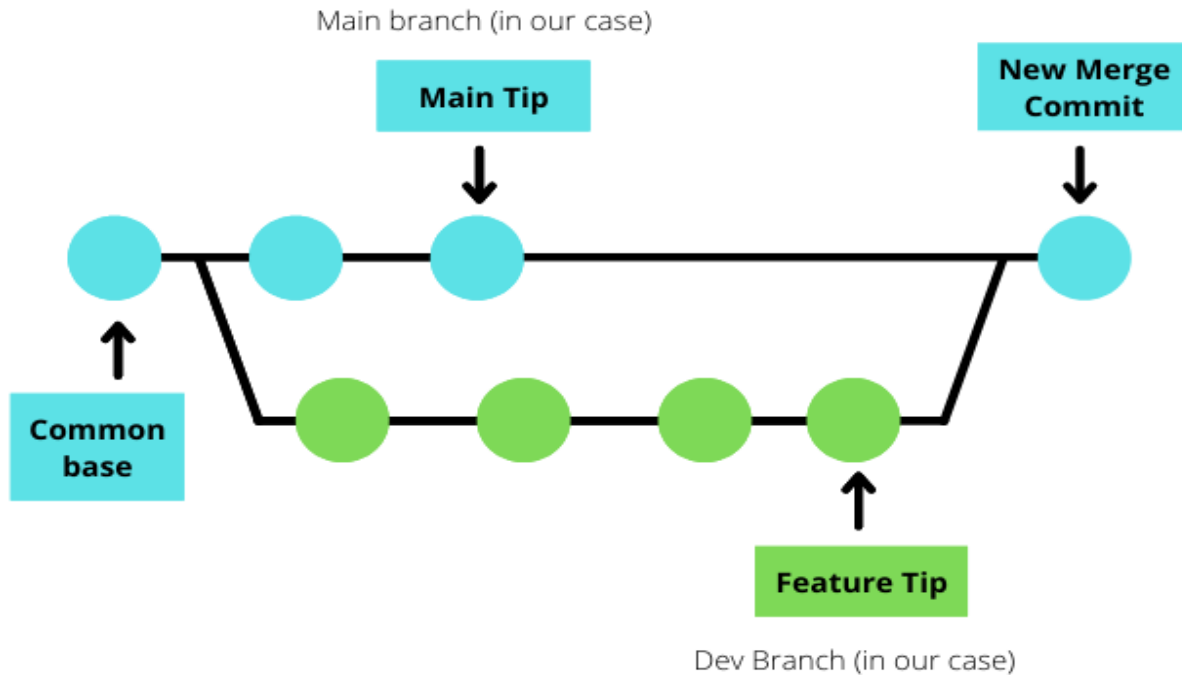 Main branch (in our case)
Main Tip
New Merge
Commit
Common
base
Feature Tip
Dev Branch (in our case)